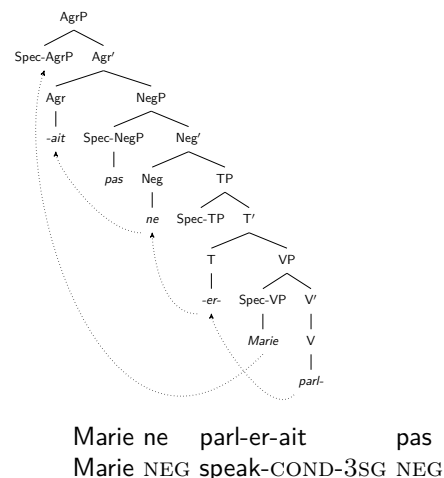 AgrP
Spec-AgrP Agr′
Agr NegP
-ait Spec-NegP Neg′
pas Neg TP
ne Spec-TP T′
T VP
-er- Spec-VP V′
Marie V
parl-
Marie ne parl-er-ait pas
Marie NEG speak-COND-3SG NEG